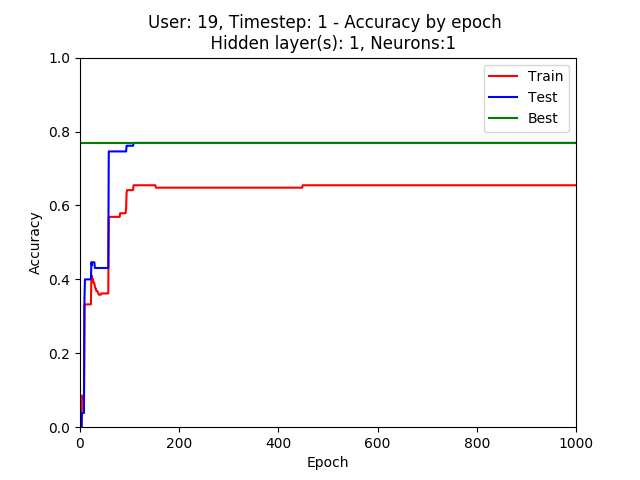 User: 19, Timestep: 1 - Accuracy by epoch
Hidden layer(s): 1, Neurons:1
1.0
0.8
0.6
0.4
0.2
0.0
Accuracy
Train
Test
Best
0 200 400 600 800 1000
Epoch